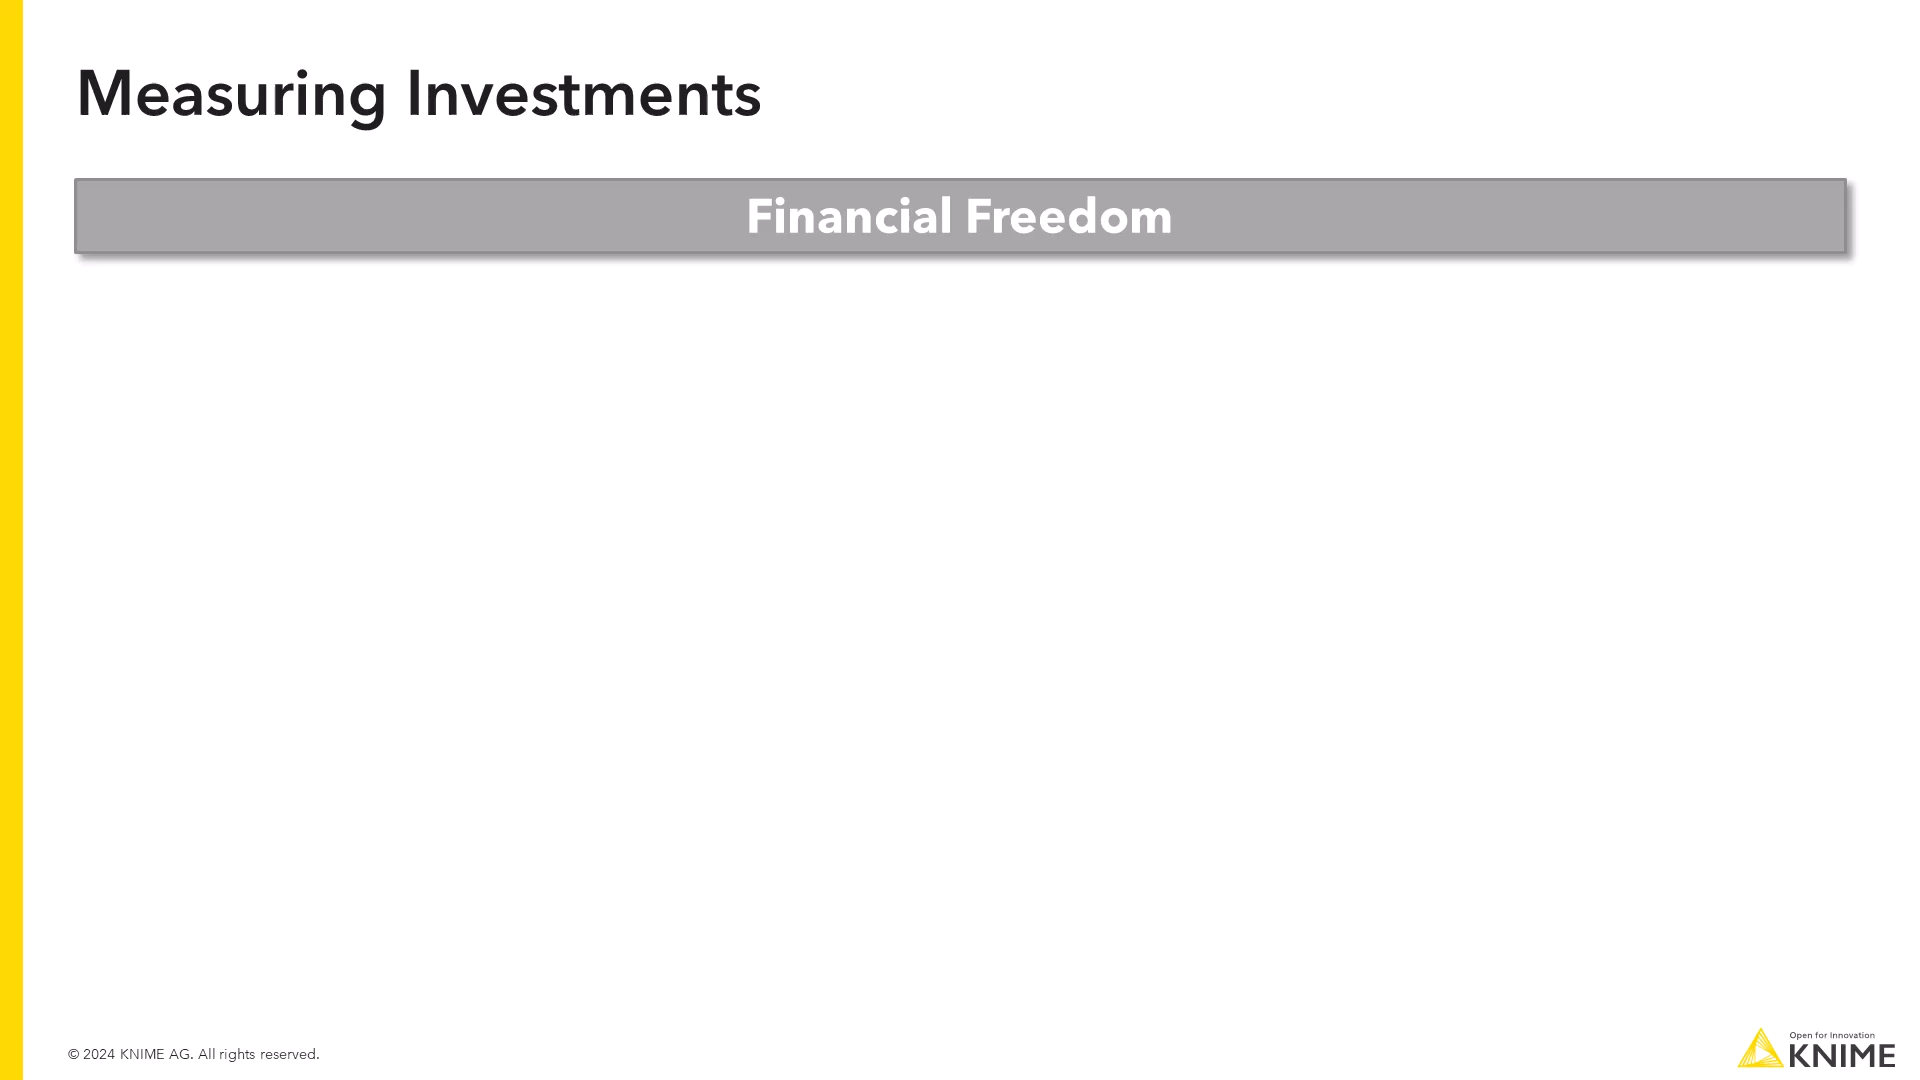 Measuring Investments
Financial Freedom
© 2024 KNIME AG. All rights reserved.
Open for Innovation
KNIME